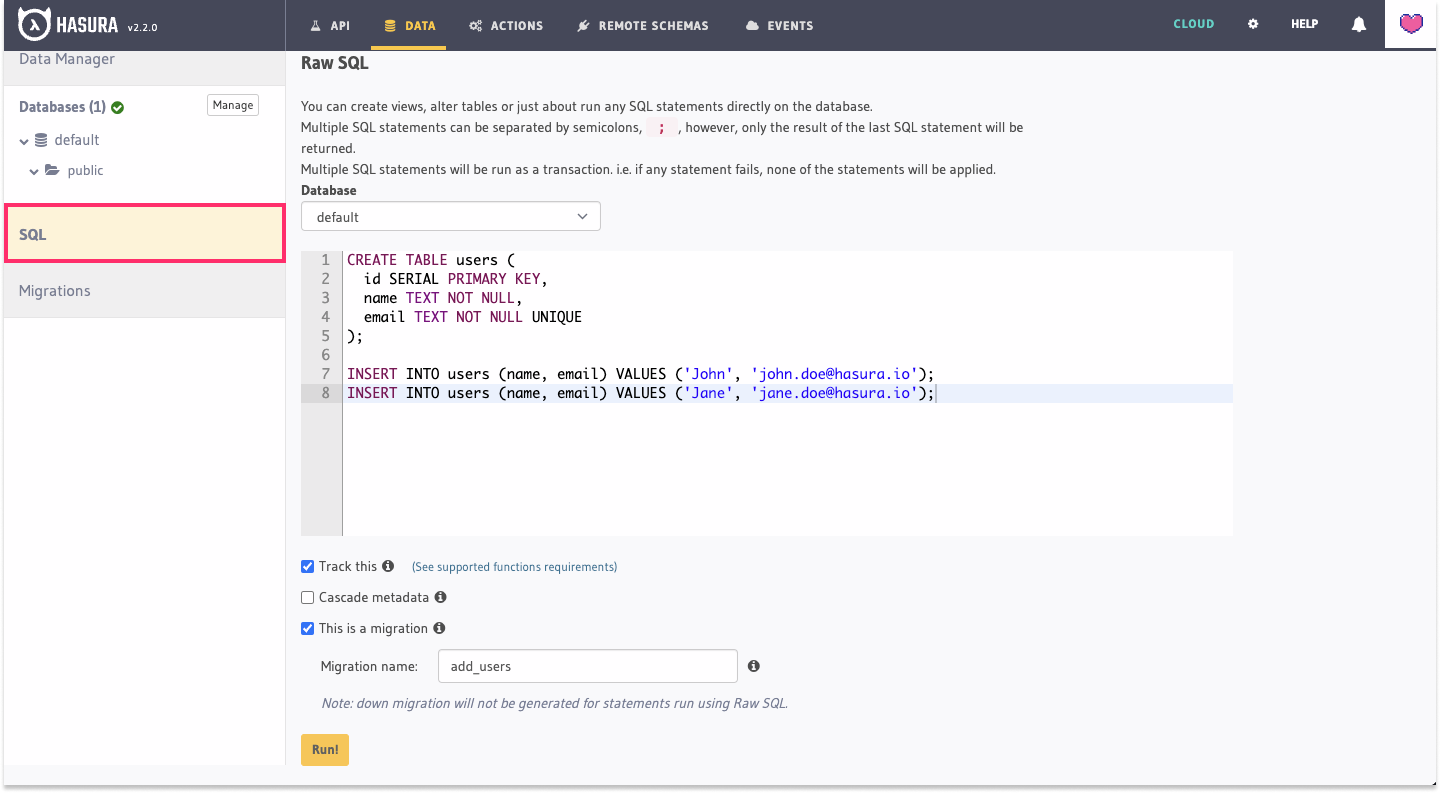 HASURA v2.2.0
API
DATA
ACTIONS
REMOTE SCHEMAS
EVENTS
CLOUD
HELP
Data Manager
Databases (1)
Manage
default
public
SQL
Migrations
Raw SQL
You can create views, alter tables or just about run any SQL statements directly on the database.
Multiple SQL statements can be separated by semicolons, ; , however, only the result of the last SQL statement will be
returned.
Multiple SQL statements will be run as a transaction. i.e. if any statement fails, none of the statements will be applied.
Database
default
1 CREATE TABLE users (
2 id SERIAL PRIMARY KEY,
3 name TEXT NOT NULL,
4 email TEXT NOT NULL UNIQUE
5 );
6
7 INSERT INTO users (name, email) VALUES ('John', 'john.doe@hasura.io');
8 INSERT INTO users (name, email) VALUES ('Jane', 'jane.doe@hasura.io');
Track this (See supported functions requirements)
Cascade metadata
This is a migration
Migration name: add_users
Note: down migration will not be generated for statements run using Raw SQL.
Run!